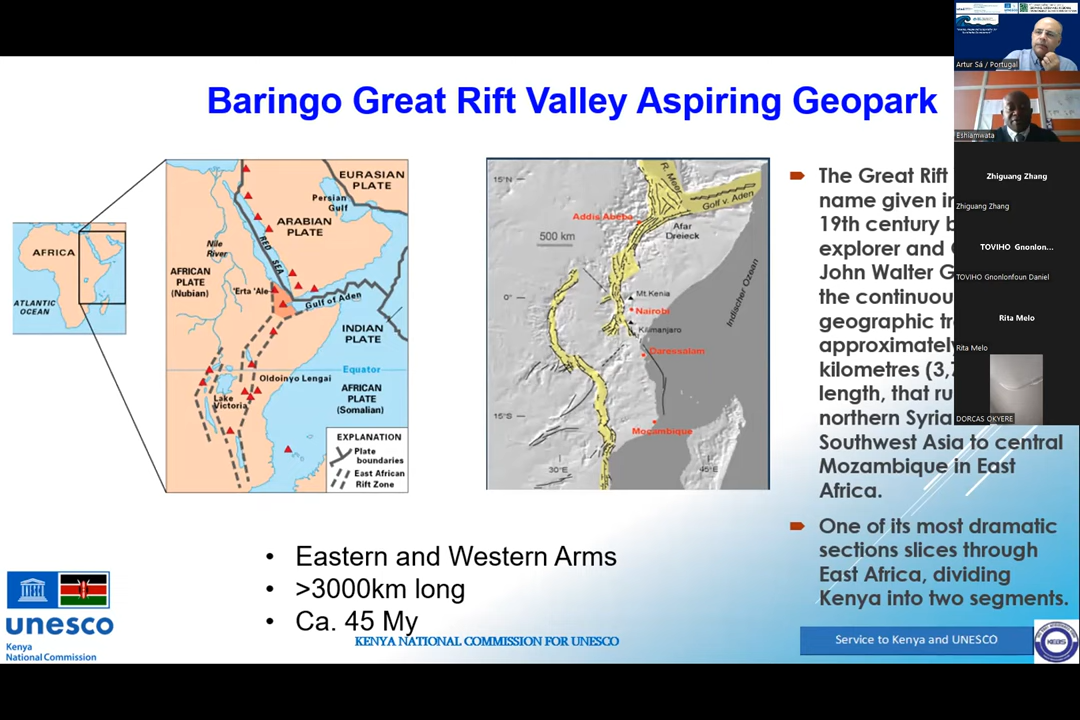 Baringo Great Rift Valley Aspiring Geopark
AFRICA
ATLANTIC
OCEAN
EURASIAN
PLATE
Persian
Gulf
ARABIAN
PLATE
Nile
River
RED
SEA
AFRICAN
PLATE
(Nubian)
'Erta 'Ale
Gulf of Aden
INDIAN
PLATE
Equator
Oldoinyo Lengai
AFRICAN
PLATE
(Somalian)
Lake
Victoria
EXPLANATION
Plate
boundaries
East African
Rift Zone
15°N
R. Meer
Golf v. Aden
Addis Abeba
Afar
Dreieck
500 km
0°
Mt Kenia
Nairobi
Kilimanjaro
Indischer Ozean
Daressalam
15°S
Mocambique
30°E
45°E
The Great Rift
name given in
19th century b
explorer and
John Walter G
the continuou
geographic tr
approximately
kilometres (3,
length, that ru
northern Syria
Southwest Asia to central
Mozambique in East
Africa.
One of its most dramatic
sections slices through
East Africa, dividing
Kenya into two segments.
• Eastern and Western Arms
• >3000km long
• Ca. 45 My
KENYA NATIONAL COMMISSION FOR UNESCO
unesco
Kenya
National Commission
Service to Kenya and UNESCO
KEBS
Artur Sá / Portugal
Eshiamwata
Zhiguang Zhang
Zhiguang Zhang
TOVIHO Gnonlon...
TOVIHO Gnonlonfoun Daniel
Rita Melo
Rita Melo
DORCAS OKYERE